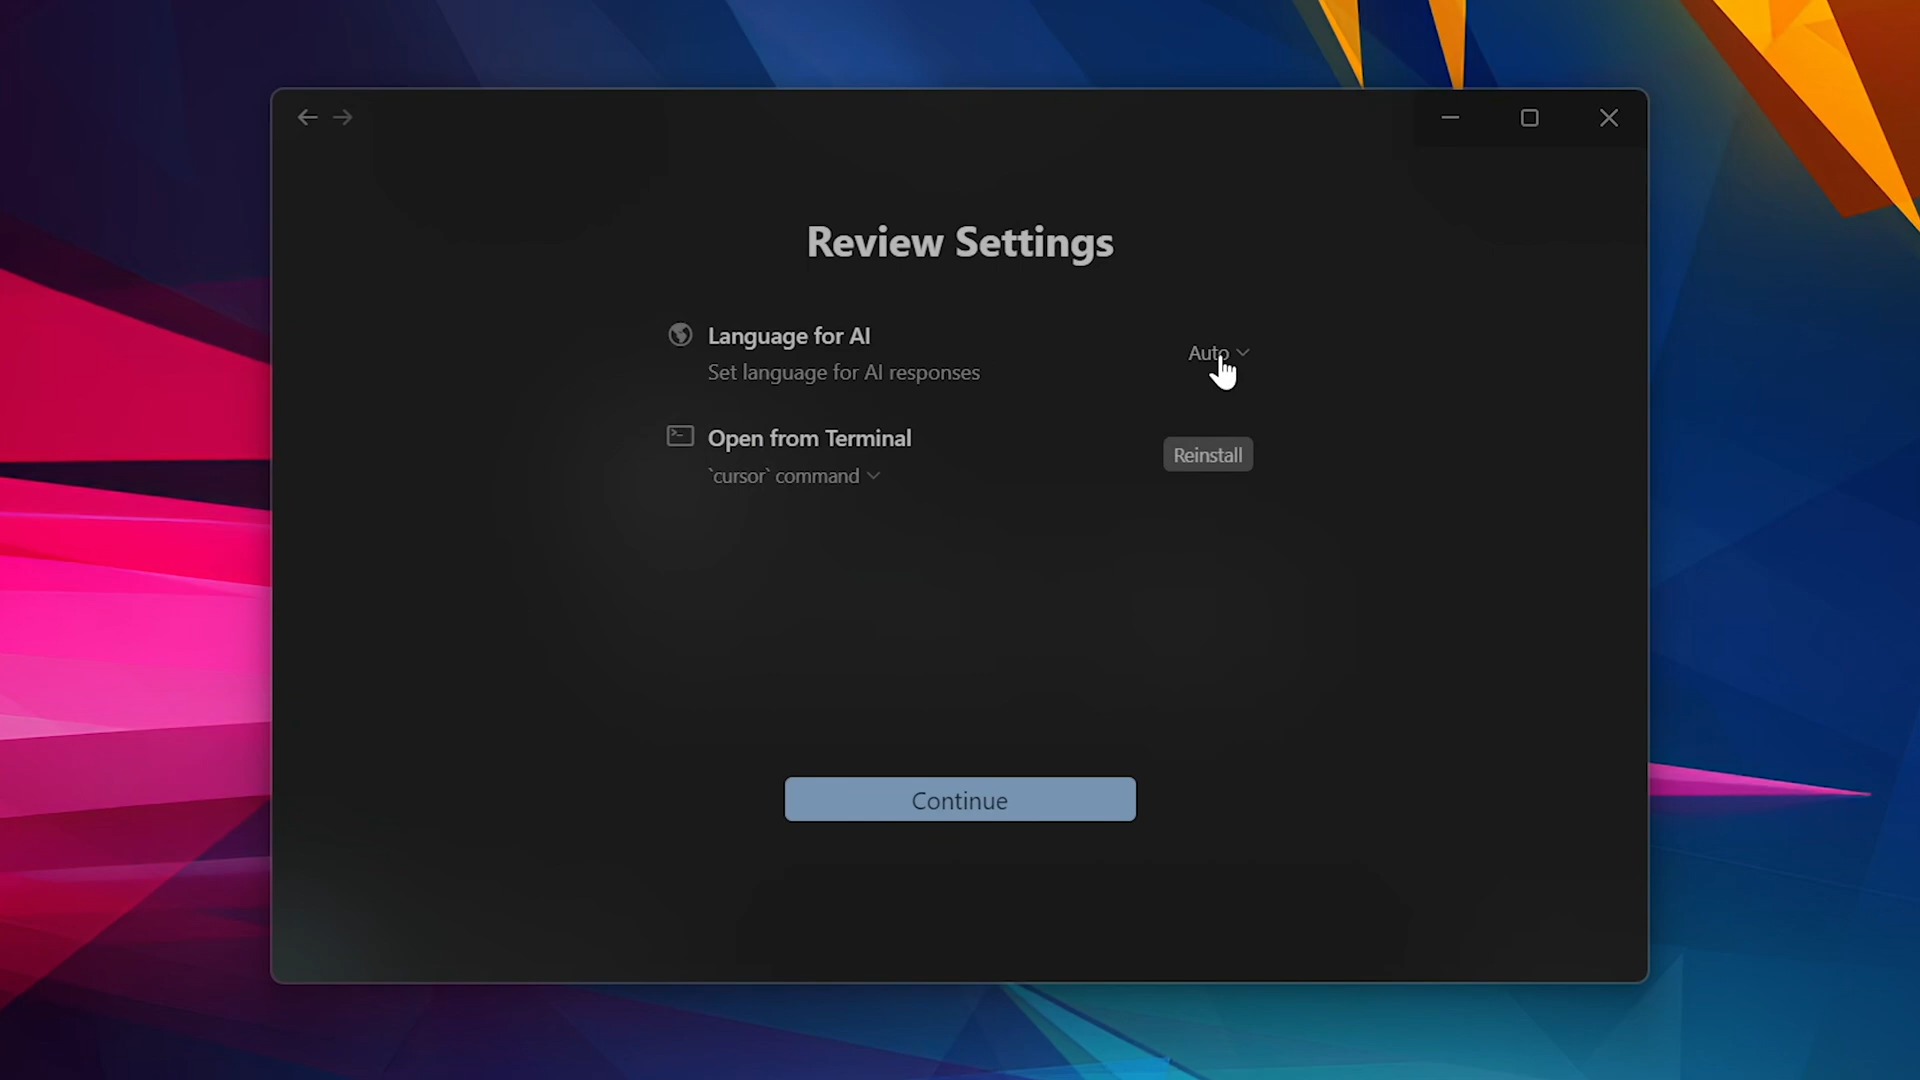 Review Settings
Language for AI
Set language for AI responses
Auto
Open from Terminal
`cursor` command
Reinstall
Continue